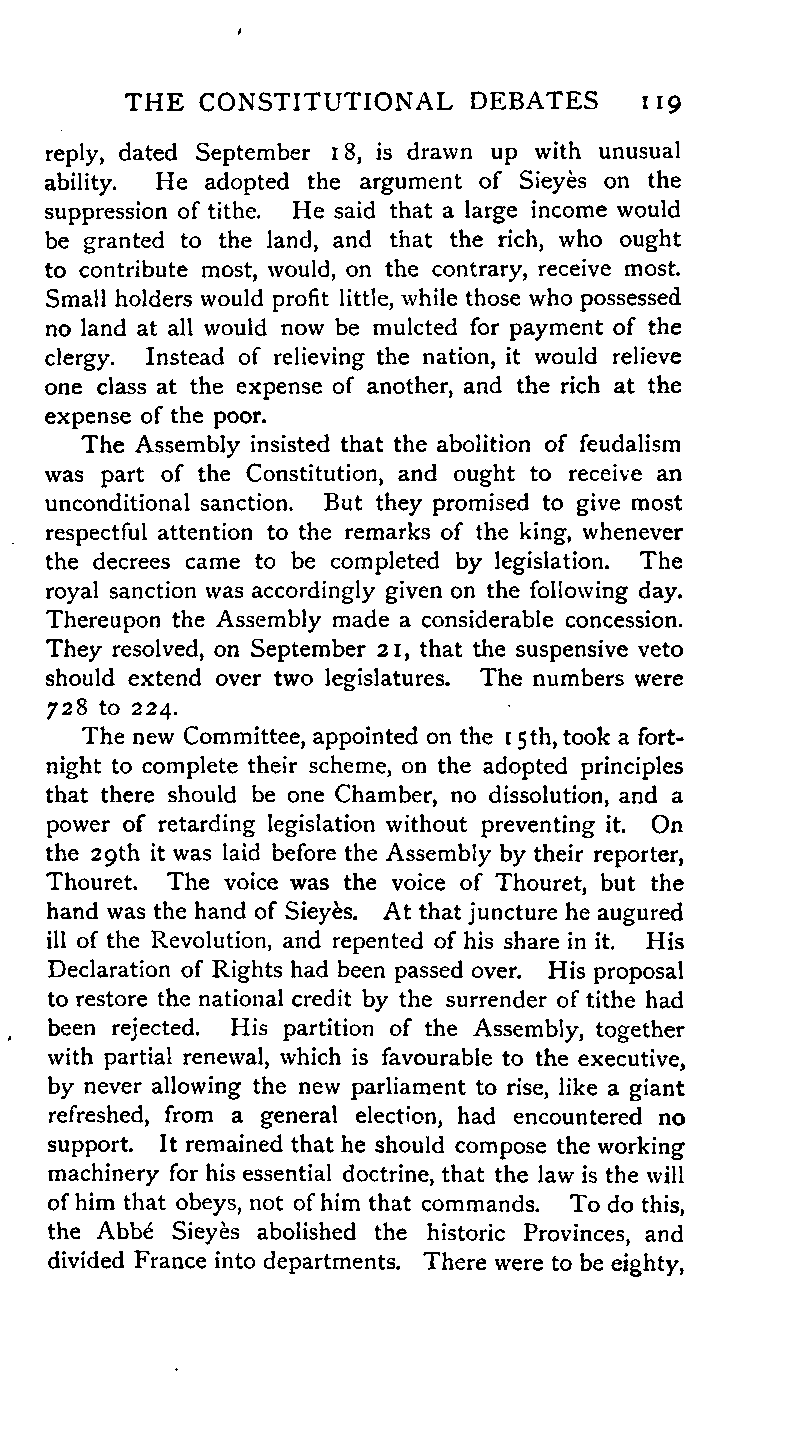 THE CONSTITUTIONAL DEBATES 119
reply, dated September 18, is drawn up with unusual
ability. He adopted the argument of Sieyès on the
suppression of tithe. He said that a large income would
be granted to the land, and that the rich, who ought
to contribute most, would, on the contrary, receive most.
Small holders would profit little, while those who possessed
no land at all would now be mulcted for payment of the
clergy. Instead of relieving the nation, it would relieve
one class at the expense of another, and the rich at the
expense of the poor.
The Assembly insisted that the abolition of feudalism
was part of the Constitution, and ought to receive an
unconditional sanction. But they promised to give most
respectful attention to the remarks of the king, whenever
the decrees came to be completed by legislation. The
royal sanction was accordingly given on the following day.
Thereupon the Assembly made a considerable concession.
They resolved, on September 21, that the suspensive veto
should extend over two legislatures. The numbers were
728 to 224.
The new Committee, appointed on the 15th, took a fort-
night to complete their scheme, on the adopted principles
that there should be one Chamber, no dissolution, and a
power of retarding legislation without preventing it. On
the 29th it was laid before the Assembly by their reporter,
Thouret. The voice was the voice of Thouret, but the
hand was the hand of Sieyès. At that juncture he augured
ill of the Revolution, and repented of his share in it. His
Declaration of Rights had been passed over. His proposal
to restore the national credit by the surrender of tithe had
been rejected. His partition of the Assembly, together
with partial renewal, which is favourable to the executive,
by never allowing the new parliament to rise, like a giant
refreshed, from a general election, had encountered no
support. It remained that he should compose the working
machinery for his essential doctrine, that the law is the will
of him that obeys, not of him that commands. To do this,
the Abbé Sieyès abolished the historic Provinces, and
divided France into departments. There were to be eighty,